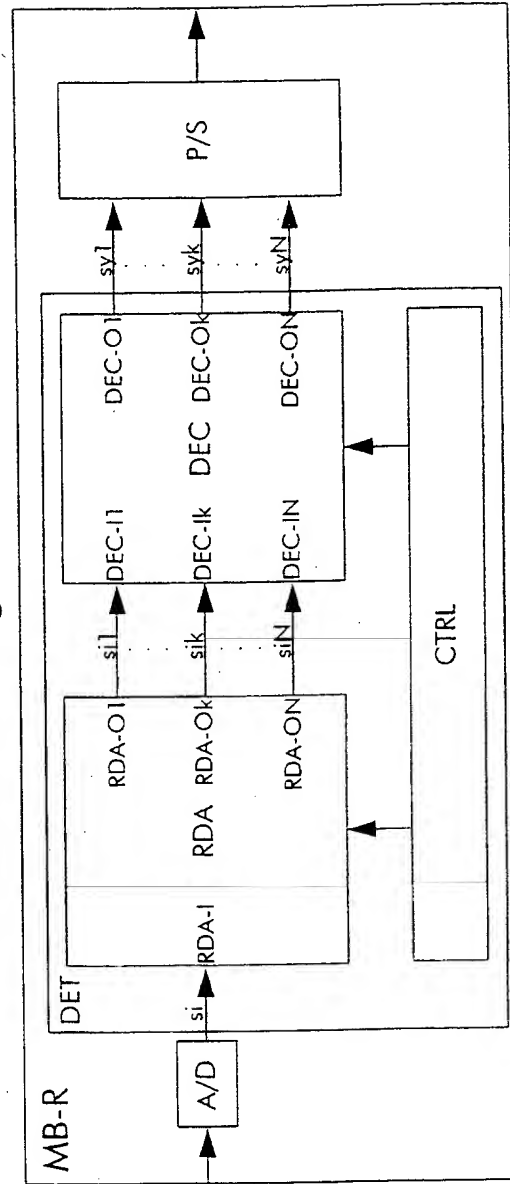 MB-R
DET
A/D
si
RDA-I
RDA
RDA-O1
RDA-Ok
RDA-ON
si1
sik
siN
DEC-I1
DEC-Ik
DEC-IN
DEC
DEC-O1
DEC-Ok
DEC-ON
sy1
syk
syN
P/S
CTRL